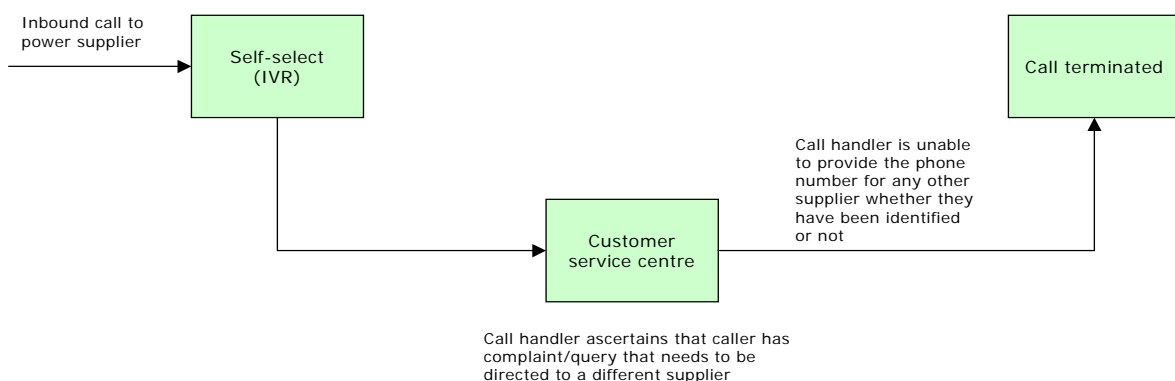 Inbound call to
power supplier
Self-select
(IVR)
Call terminated
Call handler is unable
to provide the phone
number for any other
supplier whether they
have been identified
or not
Customer
service centre
Call handler ascertains that caller has
complaint/query that needs to be
directed to a different supplier